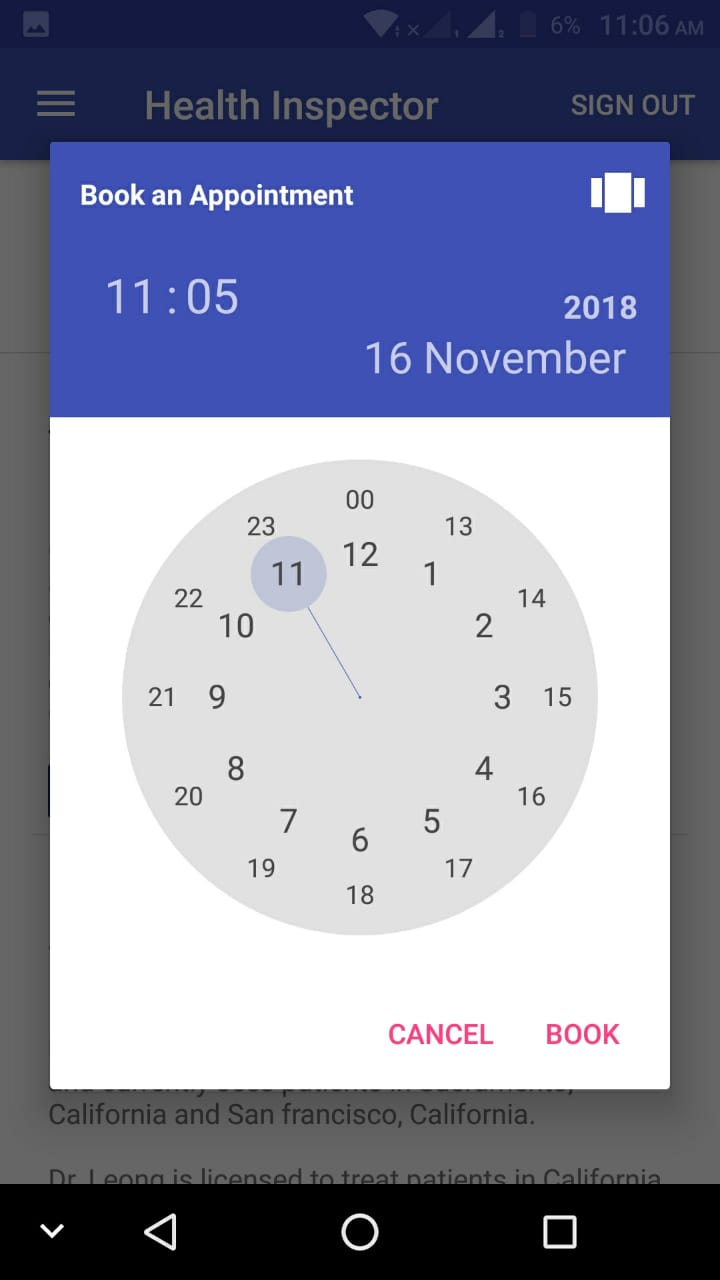 6% 11:06 AM
Health Inspector SIGN OUT
Book an Appointment
11:05
2018
16 November
00
23 13
12
11 1
22 14
10 2
21 9 3 15
8 4
20 16
7 5
6
19 17
18
CANCEL BOOK
California and San francisco, California.
Dr. Leong is licensed to treat patients in California